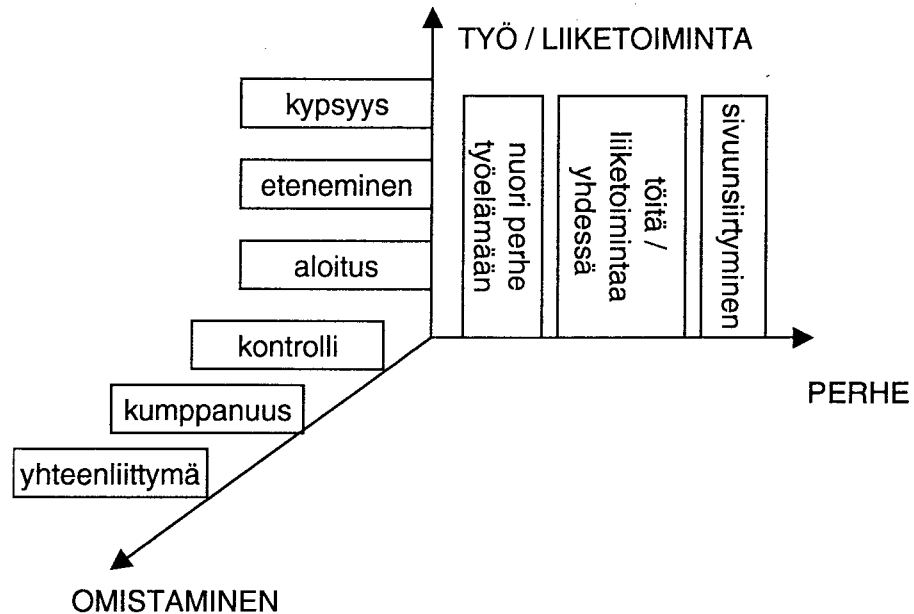 TYÖ / LIIKETOIMINTA
kypsyys
eteneminen
aloitus
kontrolli
kumppanuus
yhteenliittymä
OMISTAMINEN
nuori perhe
työelämään
töitä /
liiketoimintaa
yhdessä
sivuunsiirtyminen
PERHE